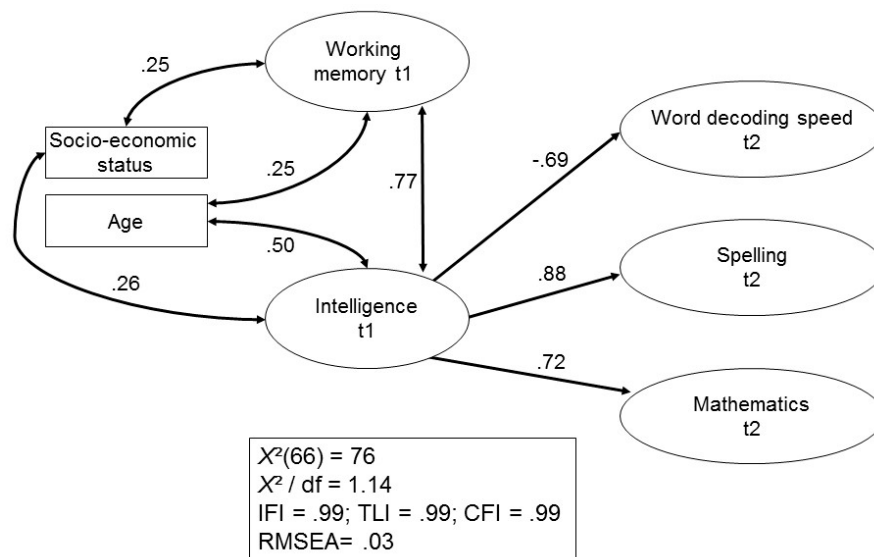 Working
memory t1
.25
Socio-economic
status
Word decoding speed
t2
.25
-.69
.77
Age
.50
Spelling
t2
.88
.26
Intelligence
t1
.72
Mathematics
t2
X²(66) = 76
X² / df = 1.14
IFI = .99; TLI = .99; CFI = .99
RMSEA= .03